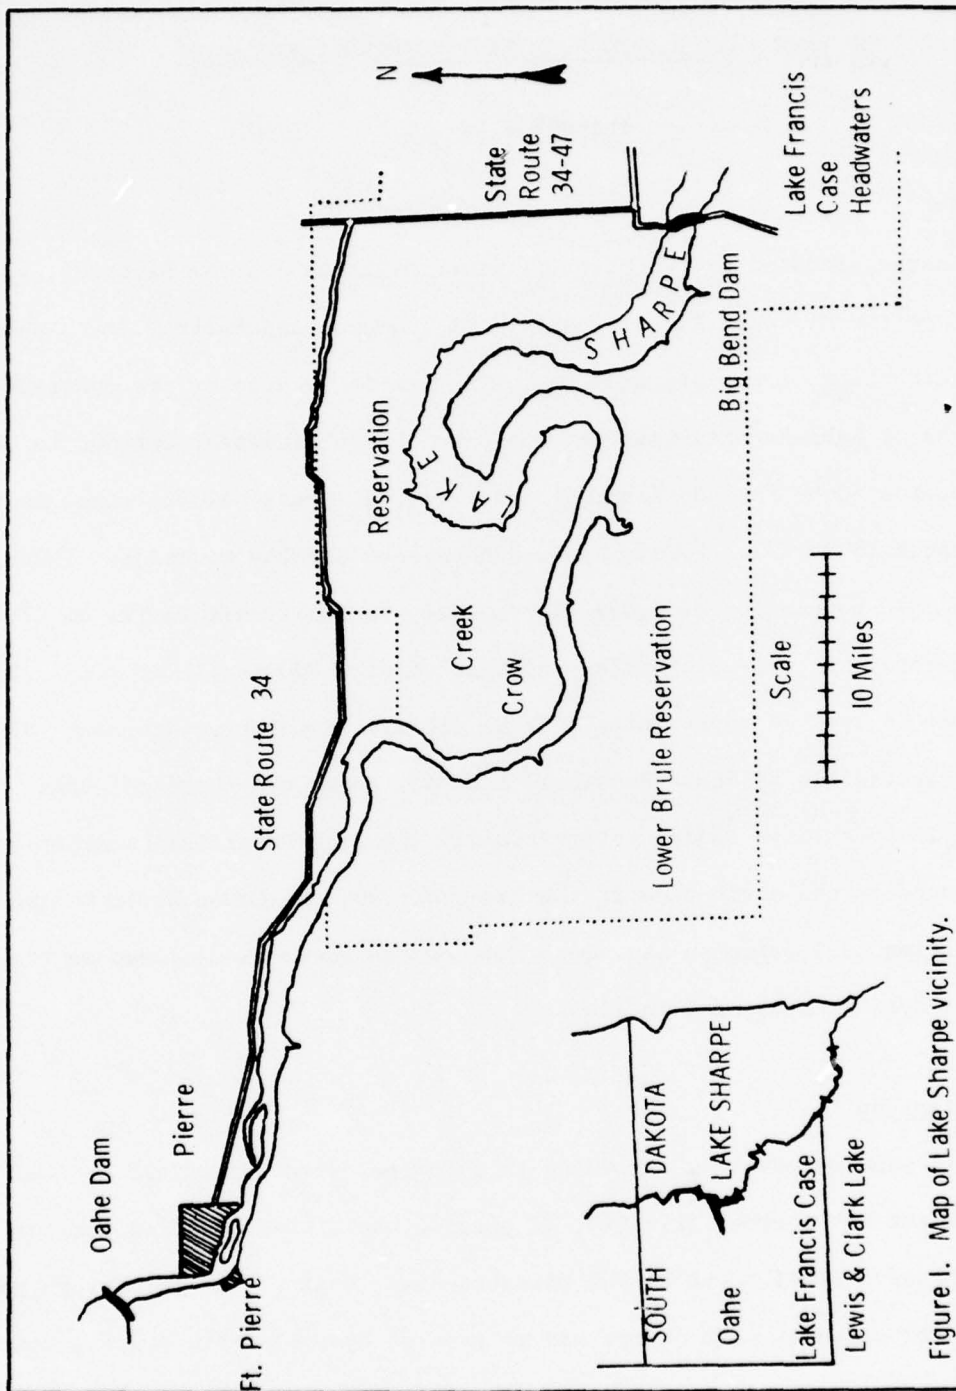 Oahe Dam
Pierre
Ft. Pierre
State Route 34
N
State
Route
34-47
Reservation
Creek
Crow
LAKE SHARPE
Big Bend Dam
Lower Brule Reservation
Lake Francis
Case
Headwaters
Scale
10 Miles
SOUTH DAKOTA
Oahe
LAKE SHARPE
Lake Francis Case
Lewis & Clark Lake
Figure I. Map of Lake Sharpe vicinity.